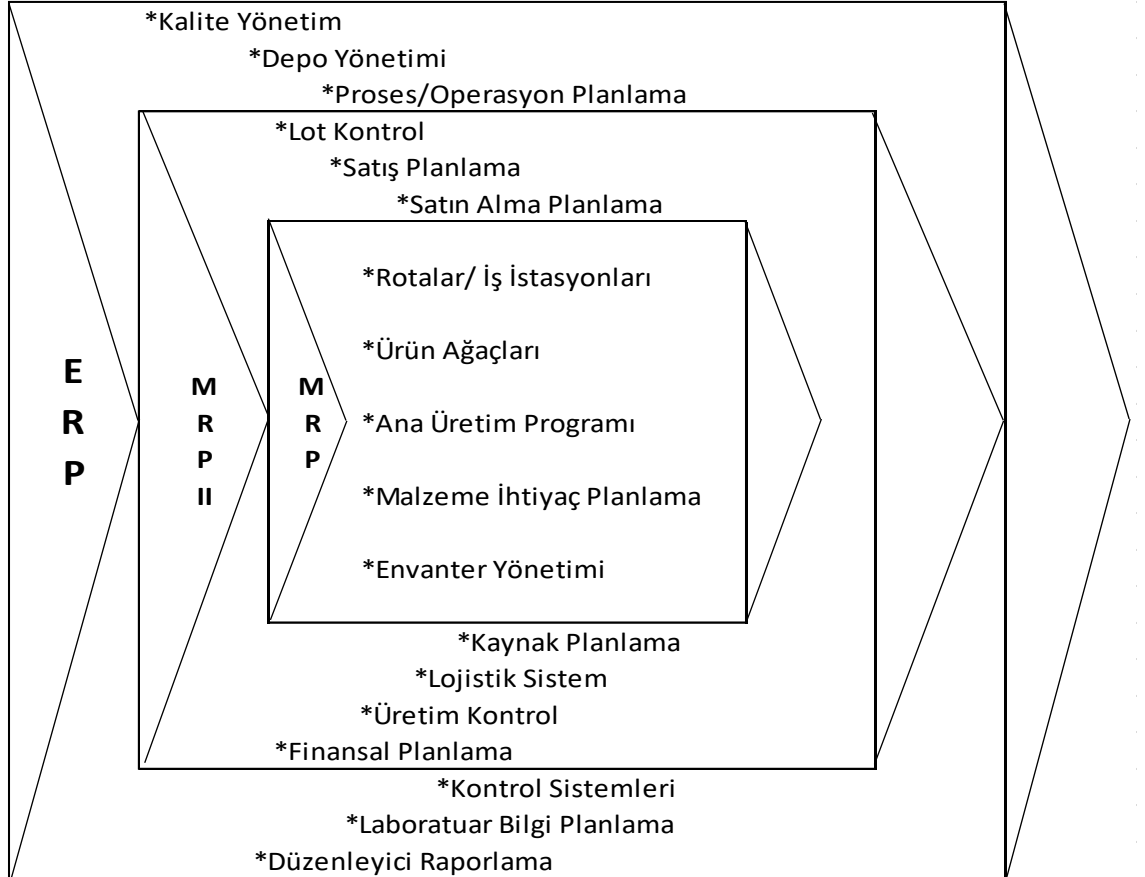 *Kalite Yönetim
*Depo Yönetimi
*Proses/Operasyon Planlama
*Lot Kontrol
*Satış Planlama
*Satın Alma Planlama
*Rotalar/ İş İstasyonları
*Ürün Ağaçları
E
R
P
M
R
P
II
M
R
P
*Ana Üretim Programı
*Malzeme İhtiyaç Planlama
*Envanter Yönetimi
*Kaynak Planlama
*Lojistik Sistem
*Üretim Kontrol
*Finansal Planlama
*Kontrol Sistemleri
*Laboratuar Bilgi Planlama
*Düzenleyici Raporlama